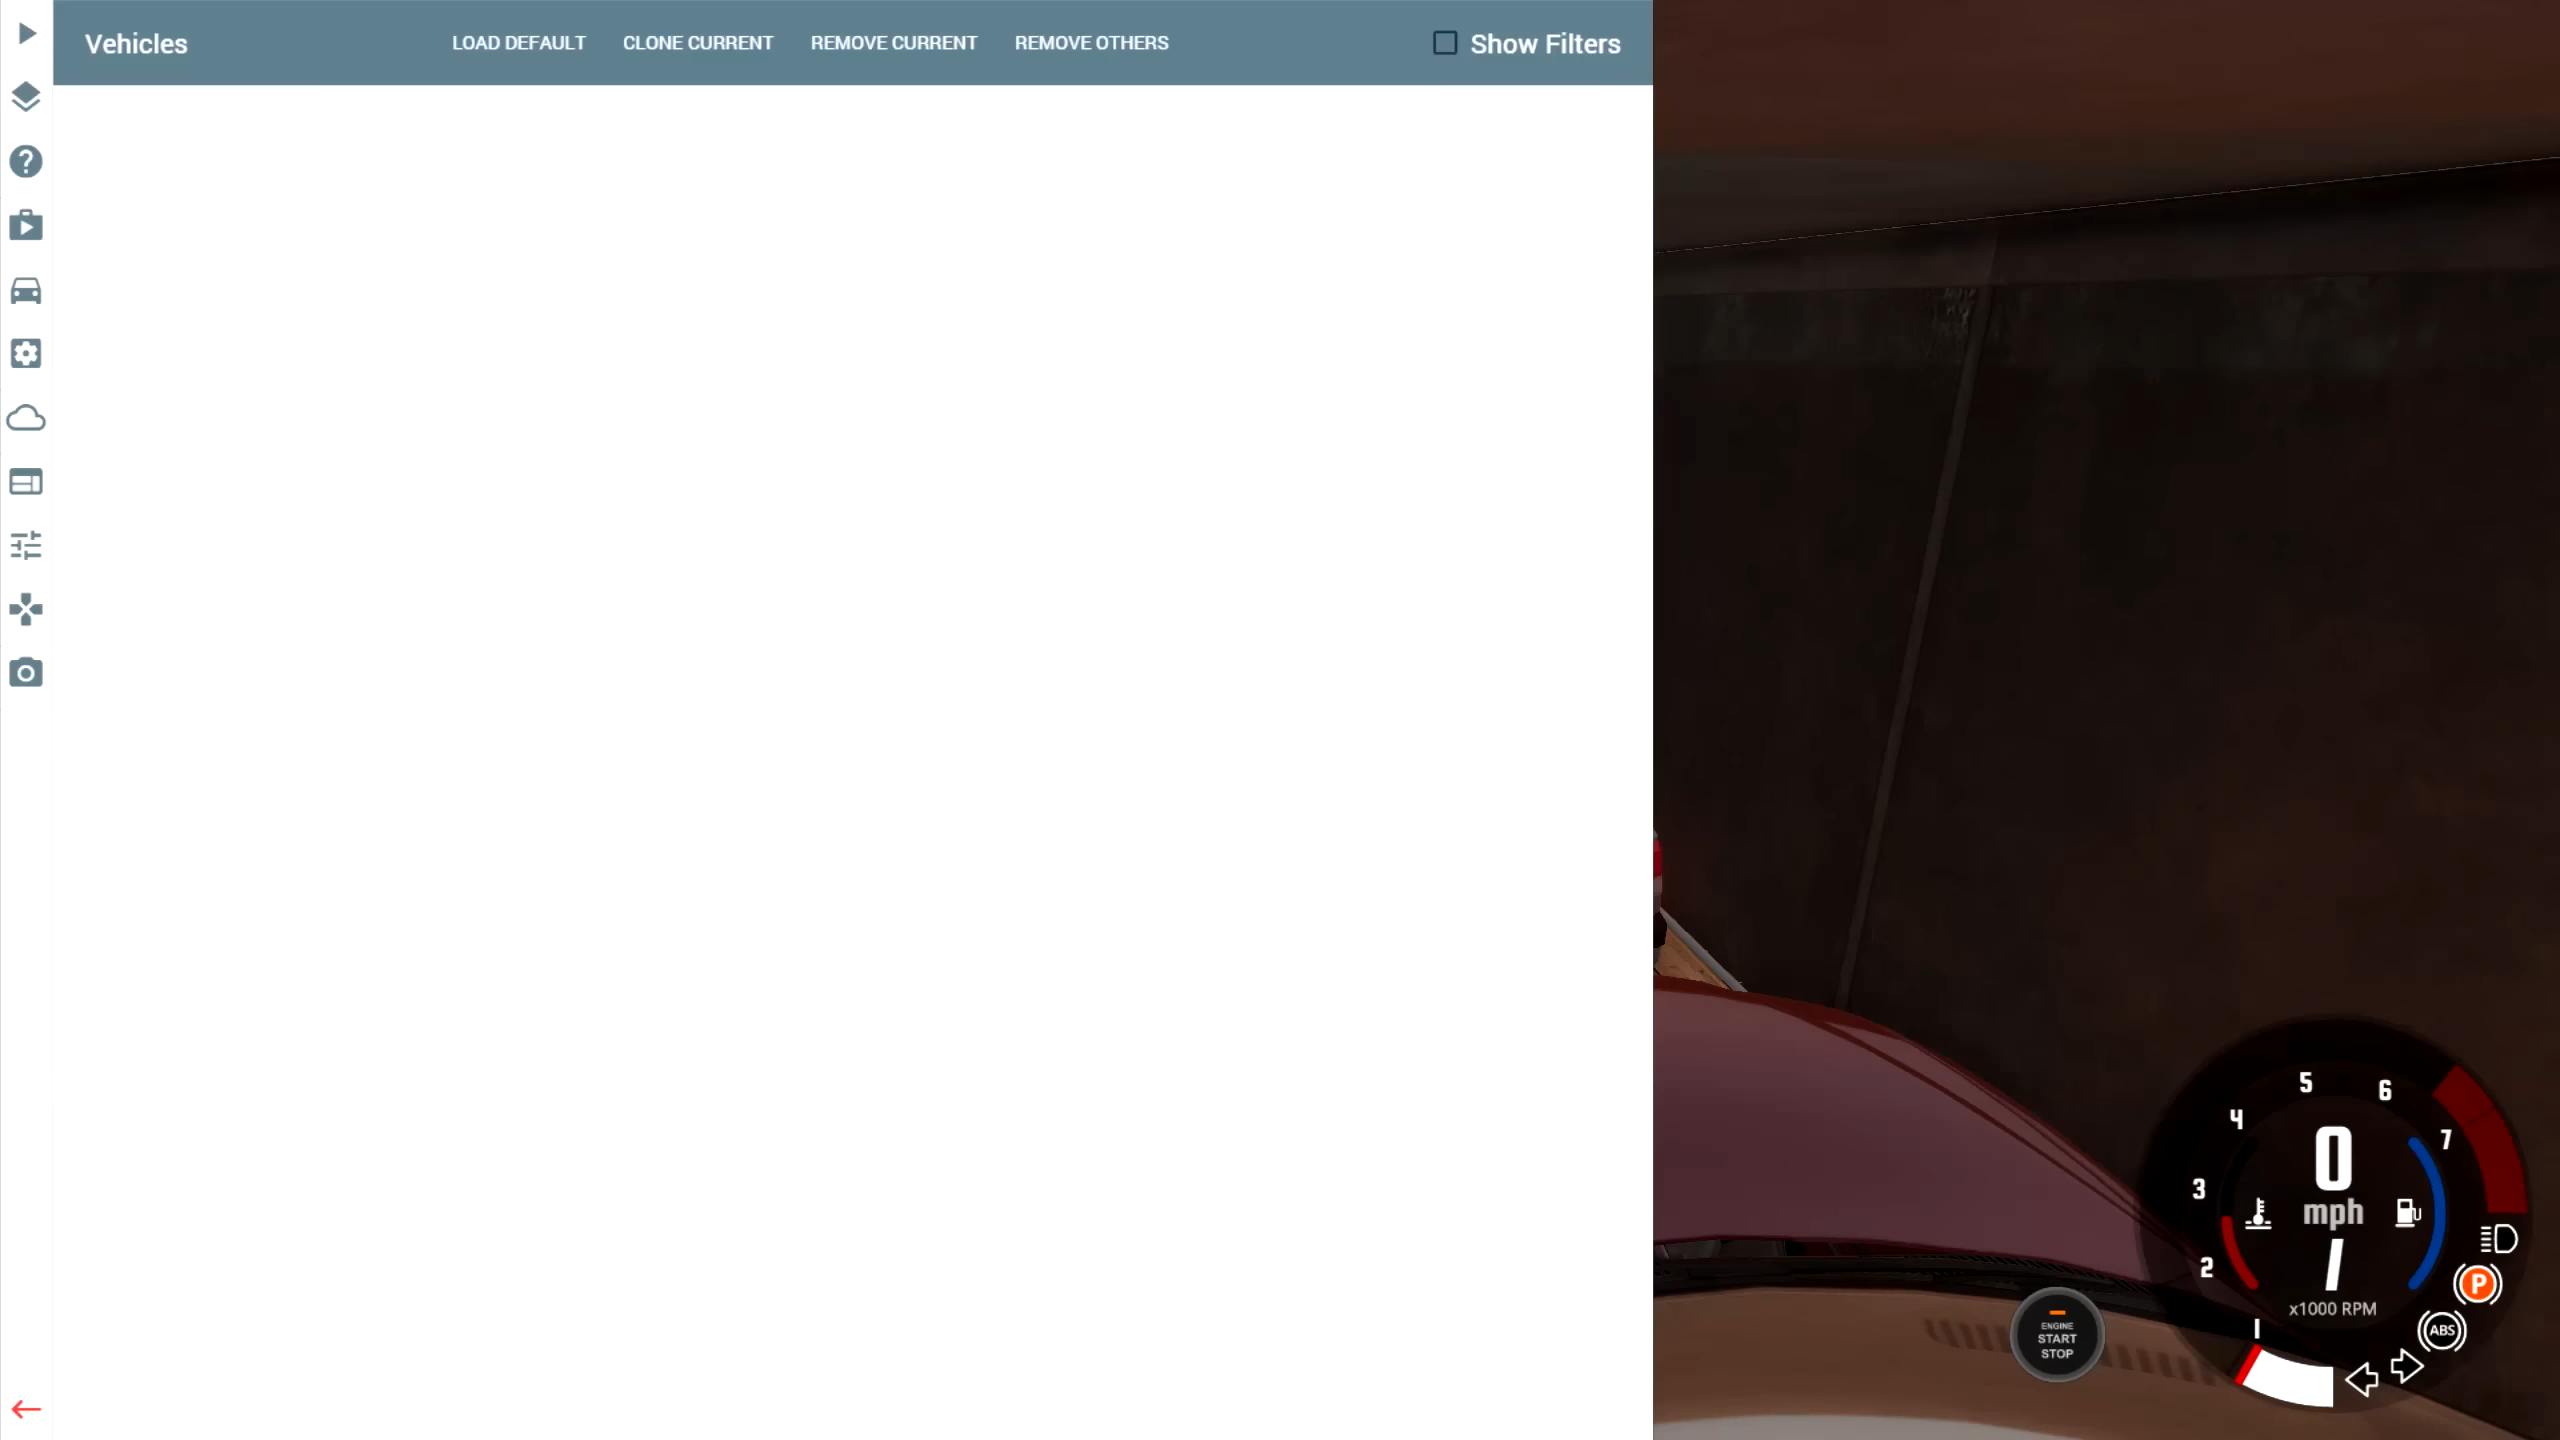 Vehicles
LOAD DEFAULT
CLONE CURRENT
REMOVE CURRENT
REMOVE OTHERS
Show Filters
5
6
4
7
3
2
1
0
mph
1
x1000 RPM
P
ABS
ENGINE
START
STOP